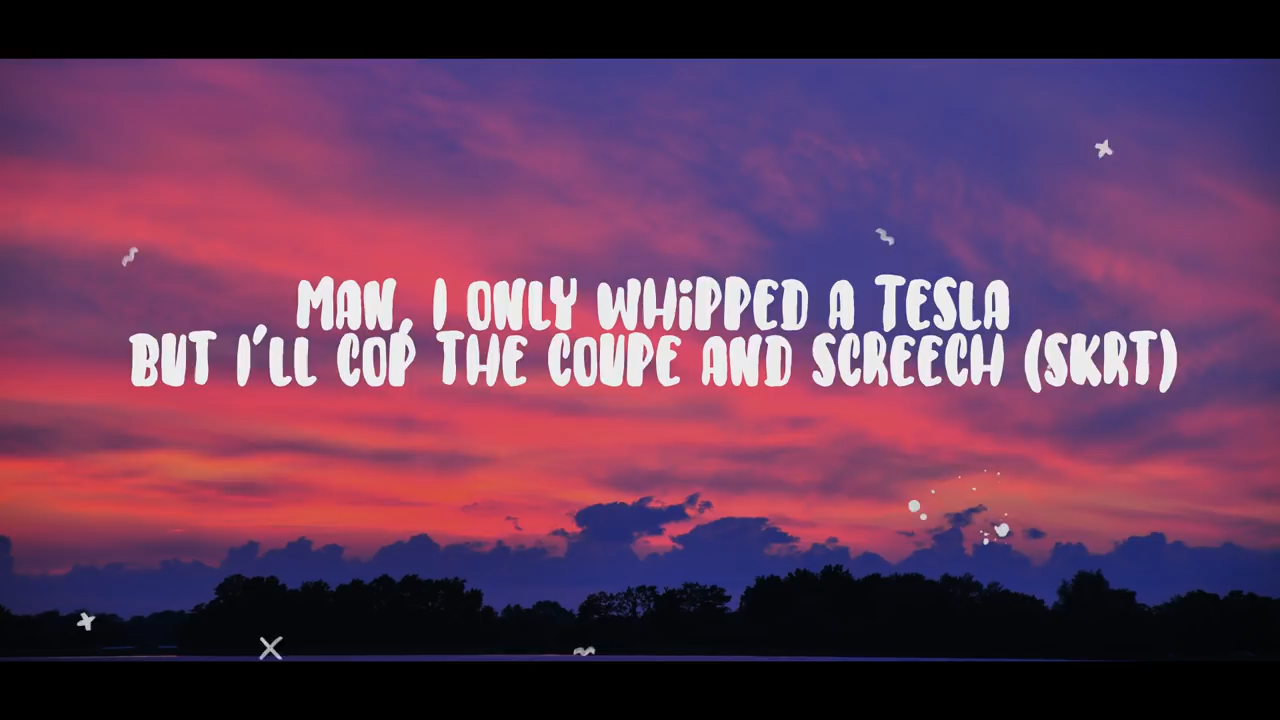 MAN, I ONLY WHIPPED A TESLA
BUT I'LL COP THE COUPE AND SCREECH (SKRT)